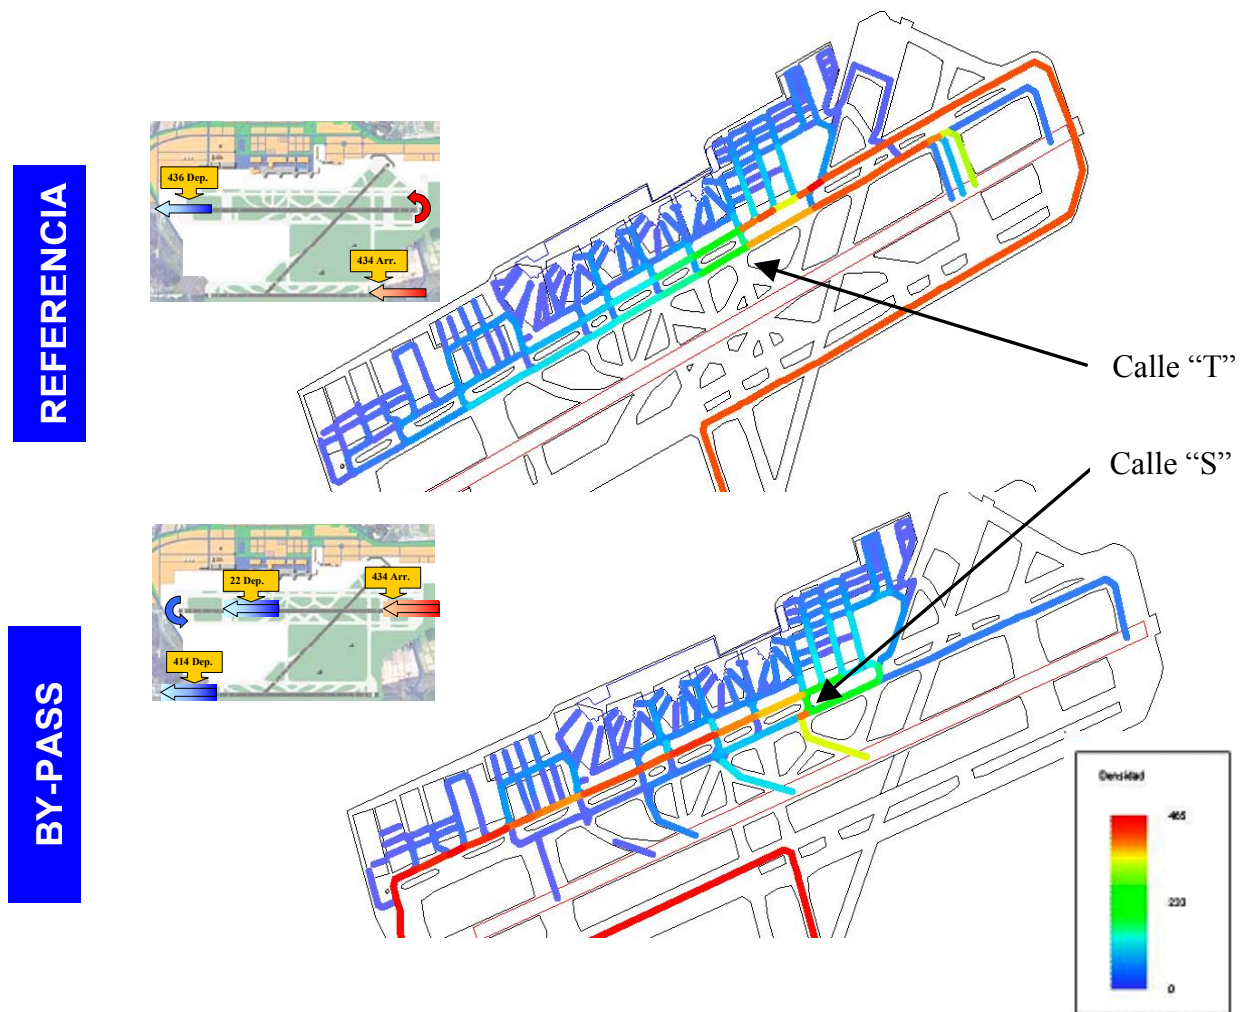 REFERENCIA
436 Dep.
434 Arr.
Calle “T”
Calle “S”
BY-PASS
22 Dep.
434 Arr.
414 Dep.
Densidad
465
233
0